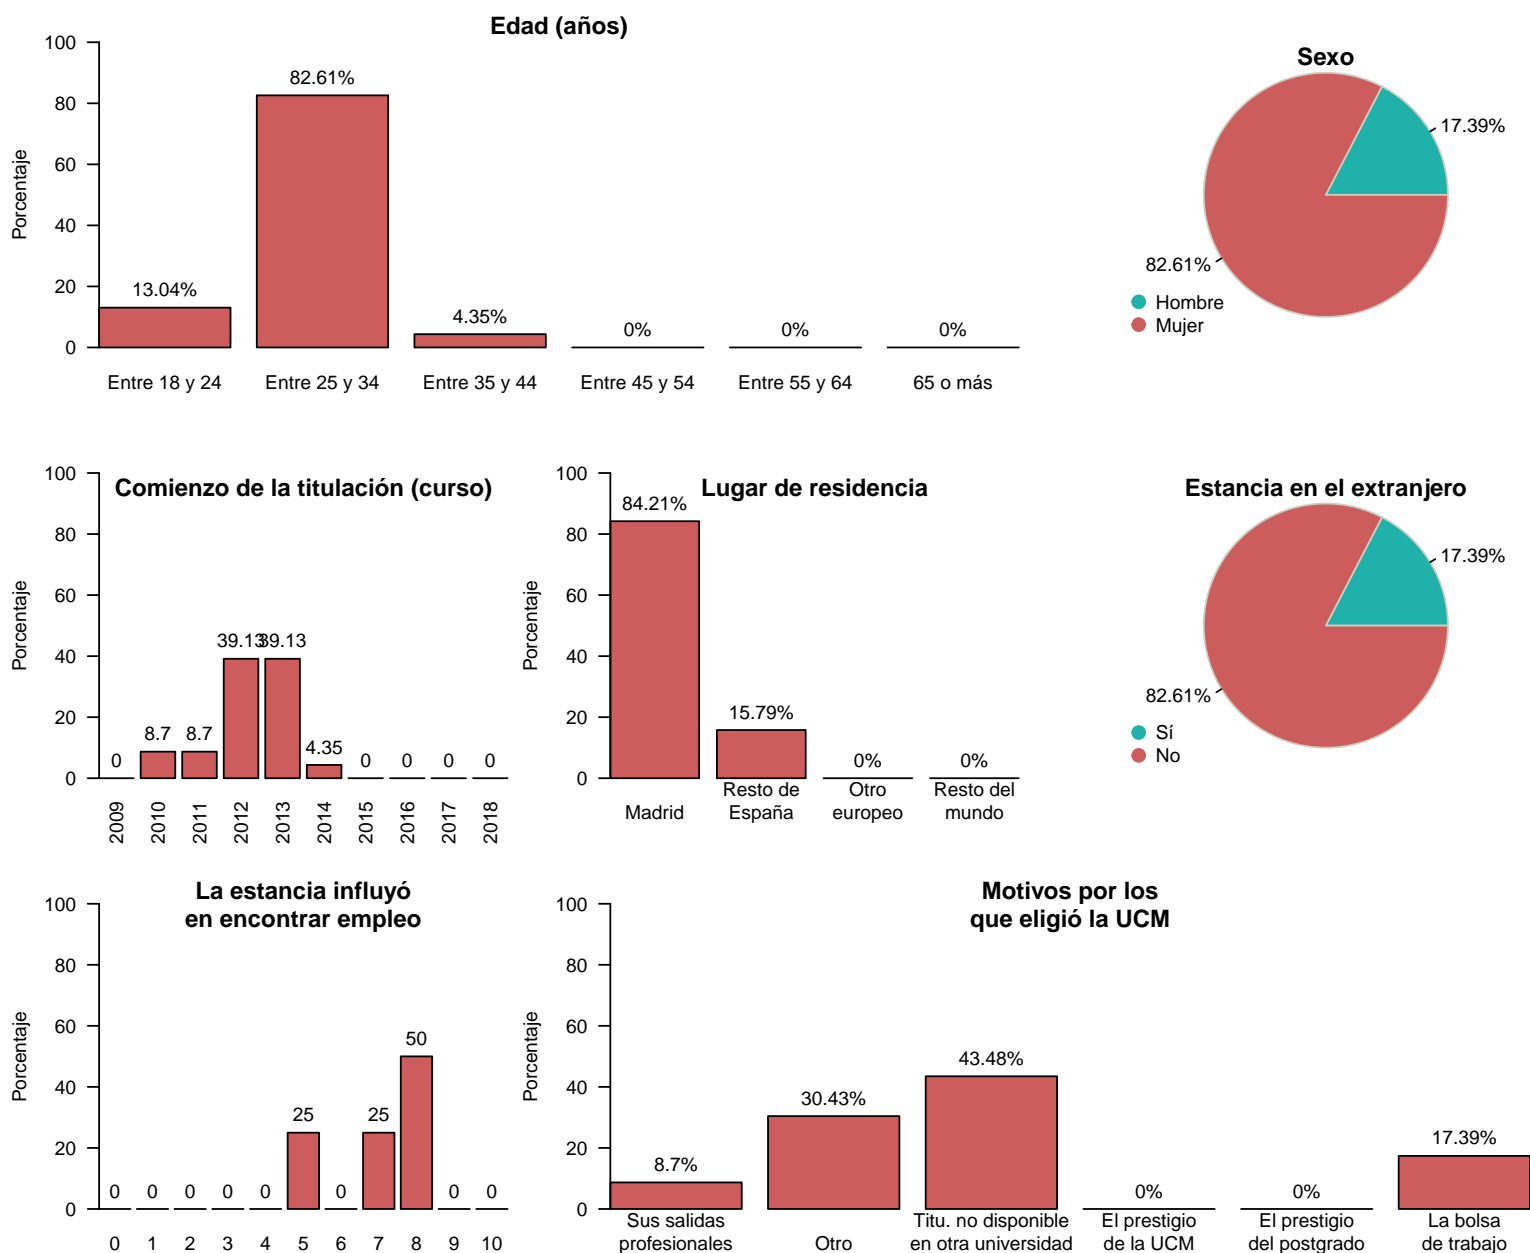 Edad (años)
Porcentaje
100
80
60
40
20
0
13.04%
82.61%
4.35%
0%
0%
0%
Entre 18 y 24
Entre 25 y 34
Entre 35 y 44
Entre 45 y 54
Entre 55 y 64
65 o más
Sexo
17.39%
82.61%
Hombre
Mujer
Comienzo de la titulación (curso)
Porcentaje
100
80
60
40
20
0
0
8.7
8.7
39.13
39.13
4.35
0
0
0
0
2009
2010
2011
2012
2013
2014
2015
2016
2017
2018
Lugar de residencia
Porcentaje
100
80
60
40
20
0
84.21%
15.79%
0%
0%
Madrid
Resto de
España
Otro
europeo
Resto del
mundo
Estancia en el extranjero
17.39%
82.61%
Sí
No
La estancia influyó
en encontrar empleo
Porcentaje
100
80
60
40
20
0
0
0
0
0
0
25
0
25
50
0
0
0
1
2
3
4
5
6
7
8
9
10
Motivos por los
que eligió la UCM
Porcentaje
100
80
60
40
20
0
8.7%
30.43%
43.48%
0%
0%
17.39%
Sus salidas
profesionales
Otro
Titu. no disponible
en otra universidad
El prestigio
de la UCM
El prestigio
del postgrado
La bolsa
de trabajo